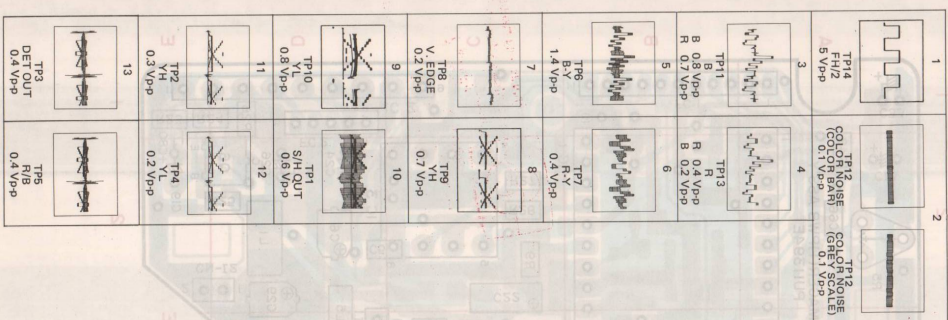 1
TP14
FH/2
5 Vp-p
2
TP12
COLOR NOISE
(COLOR BAR)
0.1 Vp-p
TP12
COLOR NOISE
(GREY SCALE)
0.1 Vp-p
3
TP11
B
B 0.8 Vp-p
R 0.7 Vp-p
4
TP13
R
R 0.4 Vp-p
B 0.2 Vp-p
5
TP6
B-Y
1.4 Vp-p
6
TP7
R-Y
0.4 Vp-p
7
TP8
V. EDGE
0.2 Vp-p
8
TP9
YH
0.7 Vp-p
9
TP10
YL
0.8 Vp-p
10
TP1
S/H OUT
0.6 Vp-p
11
TP2
YH
0.3 Vp-p
12
TP4
YL
0.2 Vp-p
13
TP3
DET OUT
0.4 Vp-p
TP5
R/B
0.4 Vp-p